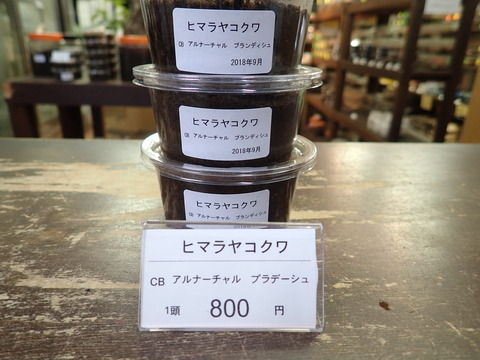 ヒマラヤコクワ
CB アルナーチャル ブランディシュ
2018年9月
ヒマラヤコクワ
CB アルナーチャル ブランディシュ
2018年9月
ヒマラヤコクワ
CB アルナーチャル ブランディシュ
ヒマラヤコクワ
CB アルナーチャル プラデーシュ
1頭 800 円